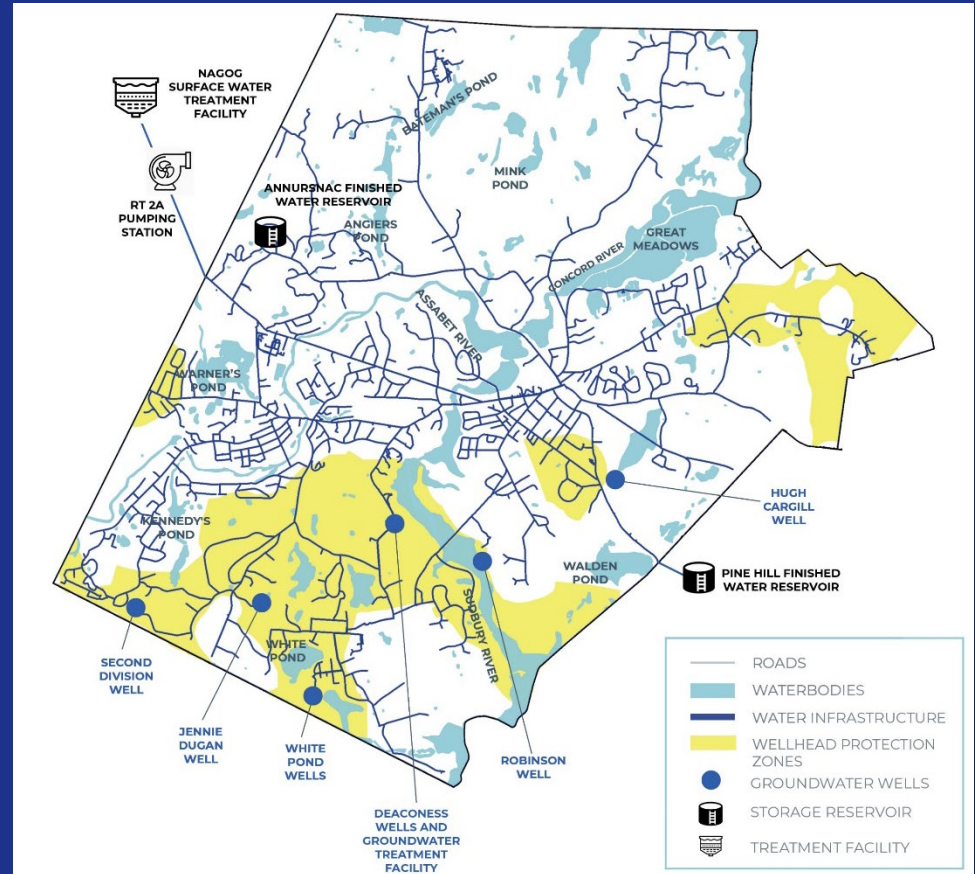 NAGOG
SURFACE WATER
TREATMENT
FACILITY
RT 2A
PUMPING
STATION
ANNURSNAC FINISHED
WATER RESERVOIR
BATEMAN'S POND
MINK
POND
ANGIERS
POND
GREAT
MEADOWS
CONCORD RIVER
ASSABET RIVER
WARNER'S
POND
KENNEDY'S
POND
HUGH
CARGILL
WELL
WALDEN
POND
PINE HILL FINISHED
WATER RESERVOIR
SUDBURY RIVER
WHITE
POND
SECOND
DIVISION
WELL
JENNIE
DUGAN
WELL
WHITE
POND
WELLS
ROBINSON
WELL
DEACONESS
WELLS AND
GROUNDWATER
TREATMENT
FACILITY
ROADS
WATERBODIES
WATER INFRASTRUCTURE
WELLHEAD PROTECTION
ZONES
GROUNDWATER WELLS
STORAGE RESERVOIR
TREATMENT FACILITY